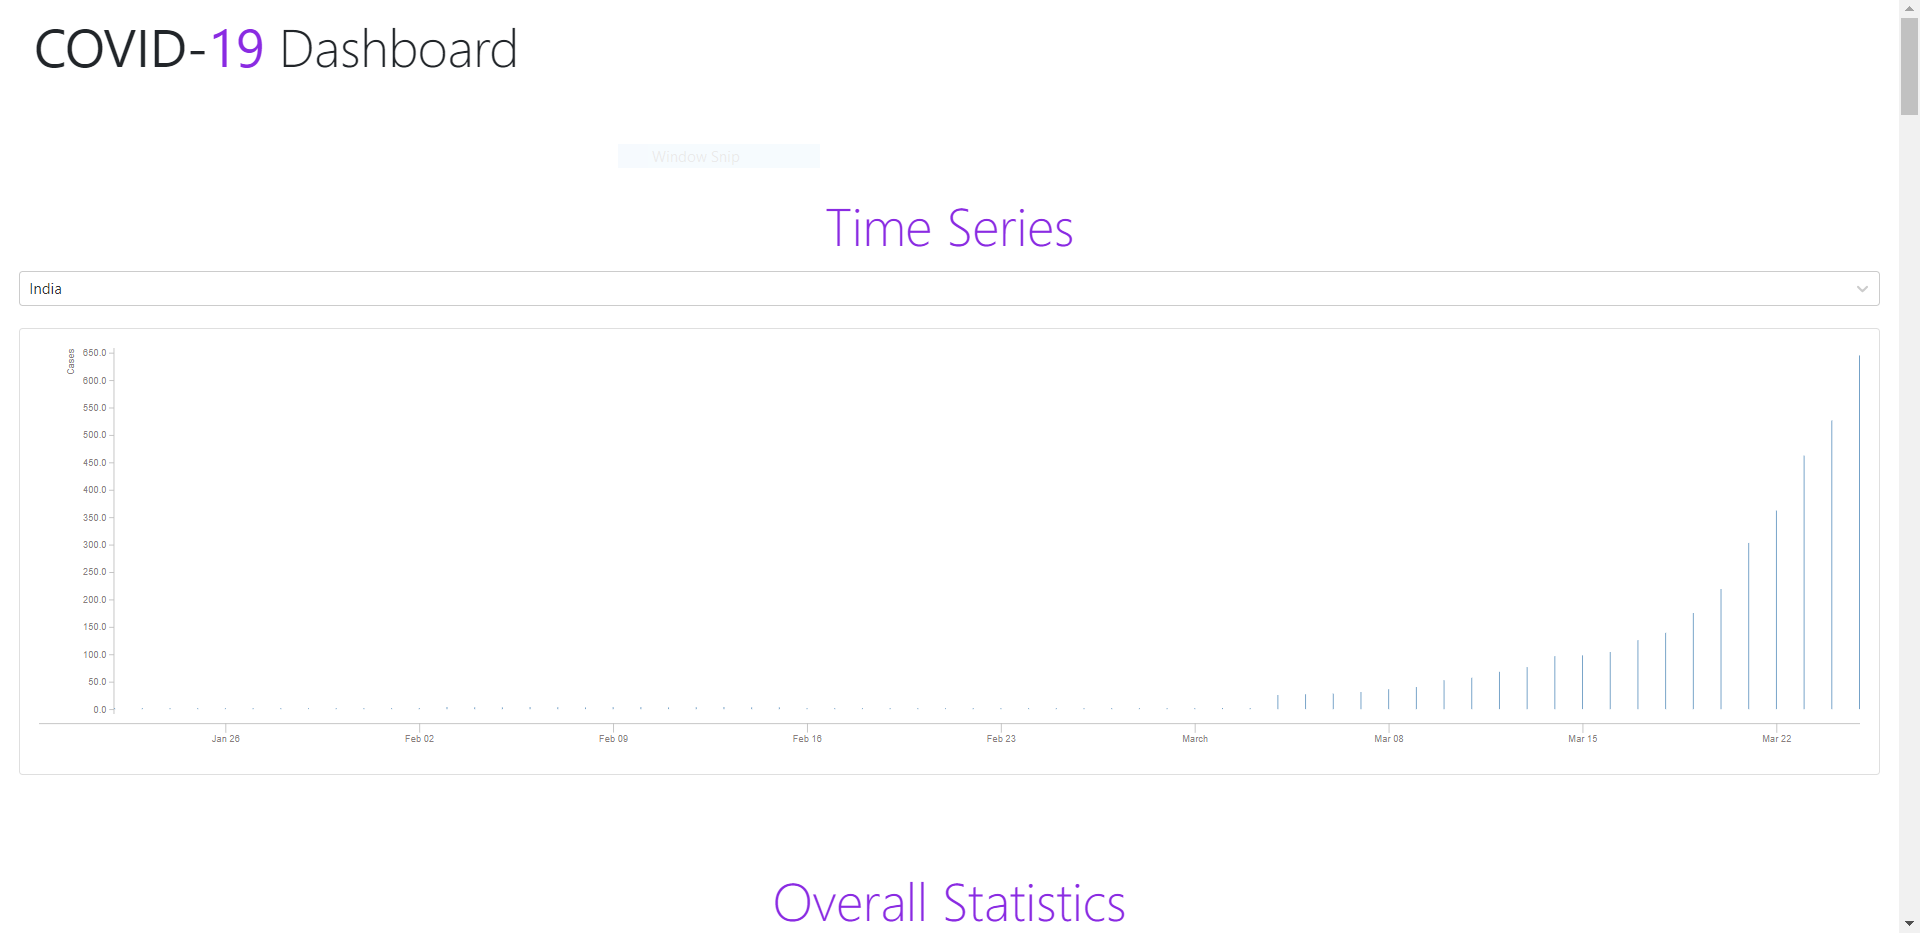 COVID-19 Dashboard
Window Snip
Time Series
India
Cases
650.0
600.0
550.0
500.0
450.0
400.0
350.0
300.0
250.0
200.0
150.0
100.0
50.0
0.0
Jan 26 Feb 02 Feb 09 Feb 16 Feb 23 March Mar 08 Mar 15 Mar 22
Overall Statistics